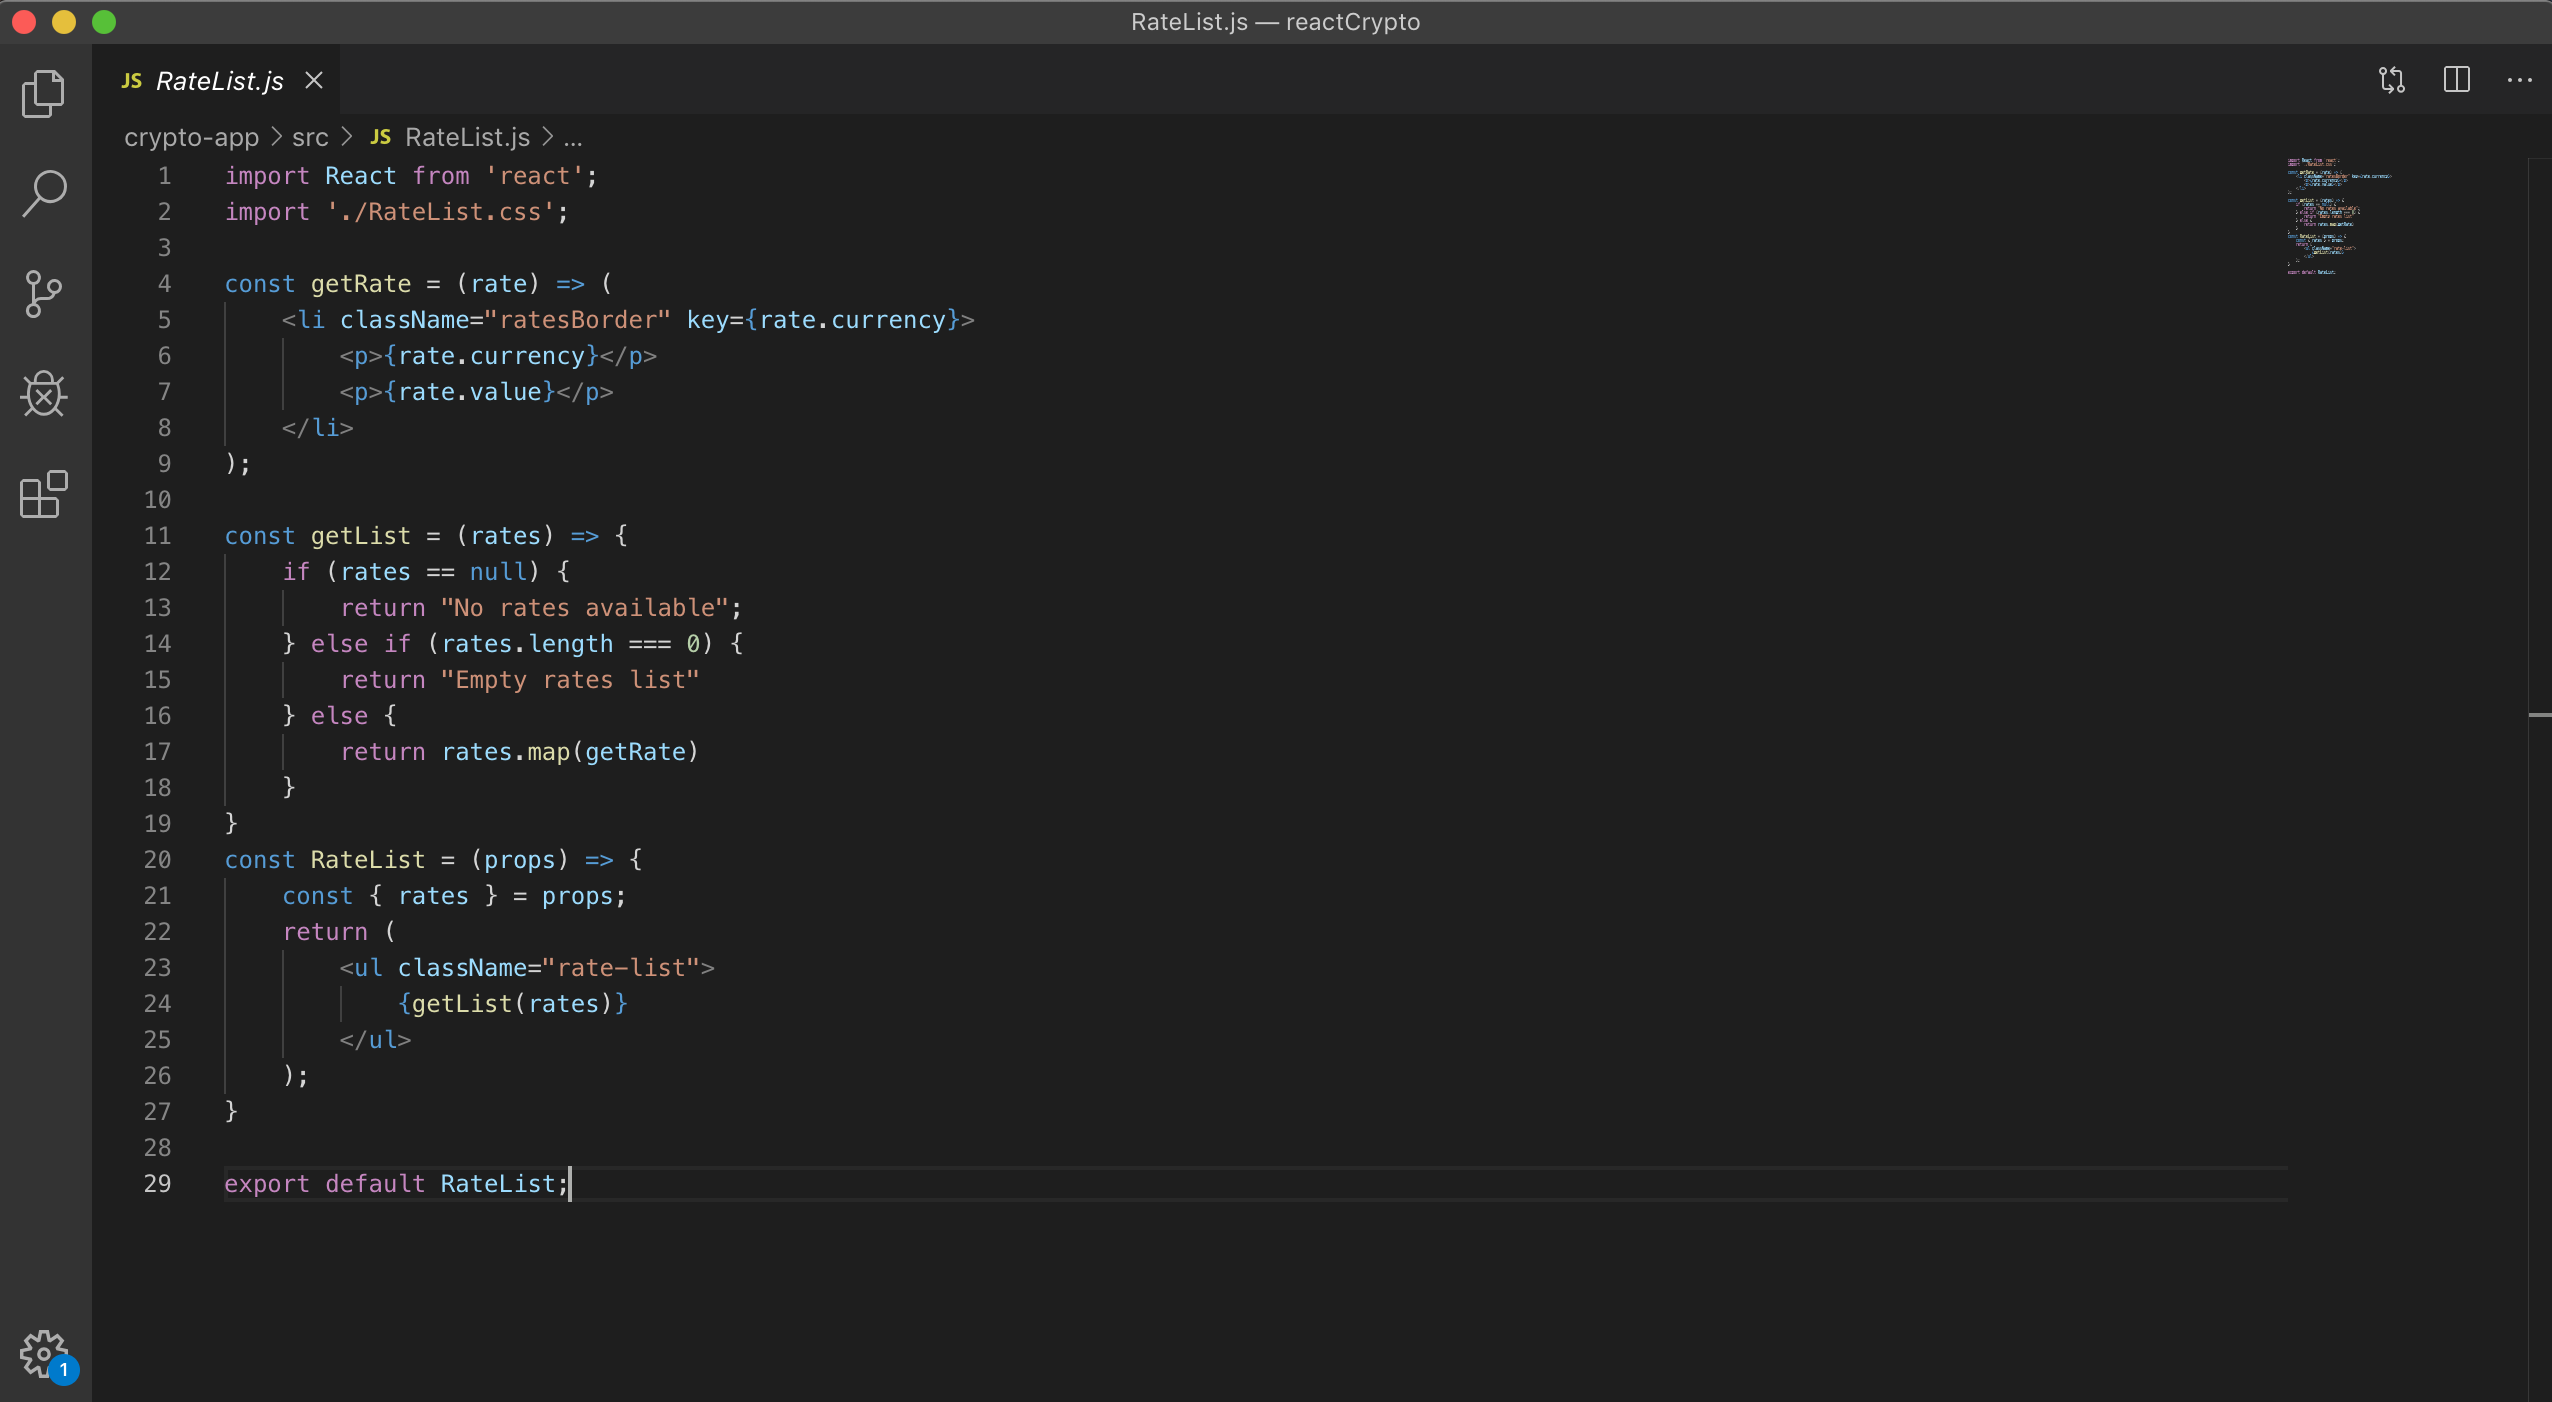 RateList.js — reactCrypto
JS RateList.js
crypto-app > src > JS RateList.js > ...
1 import React from 'react';
2 import './RateList.css';
3
4 const getRate = (rate) => (
5     <li className="ratesBorder" key={rate.currency}>
6         <p>{rate.currency}</p>
7         <p>{rate.value}</p>
8     </li>
9 );
10
11 const getList = (rates) => {
12     if (rates == null) {
13         return "No rates available";
14     } else if (rates.length === 0) {
15         return "Empty rates list"
16     } else {
17         return rates.map(getRate)
18     }
19 }
20 const RateList = (props) => {
21     const { rates } = props;
22     return (
23         <ul className="rate-list">
24             {getList(rates)}
25         </ul>
26     );
27 }
28
29 export default RateList;
1